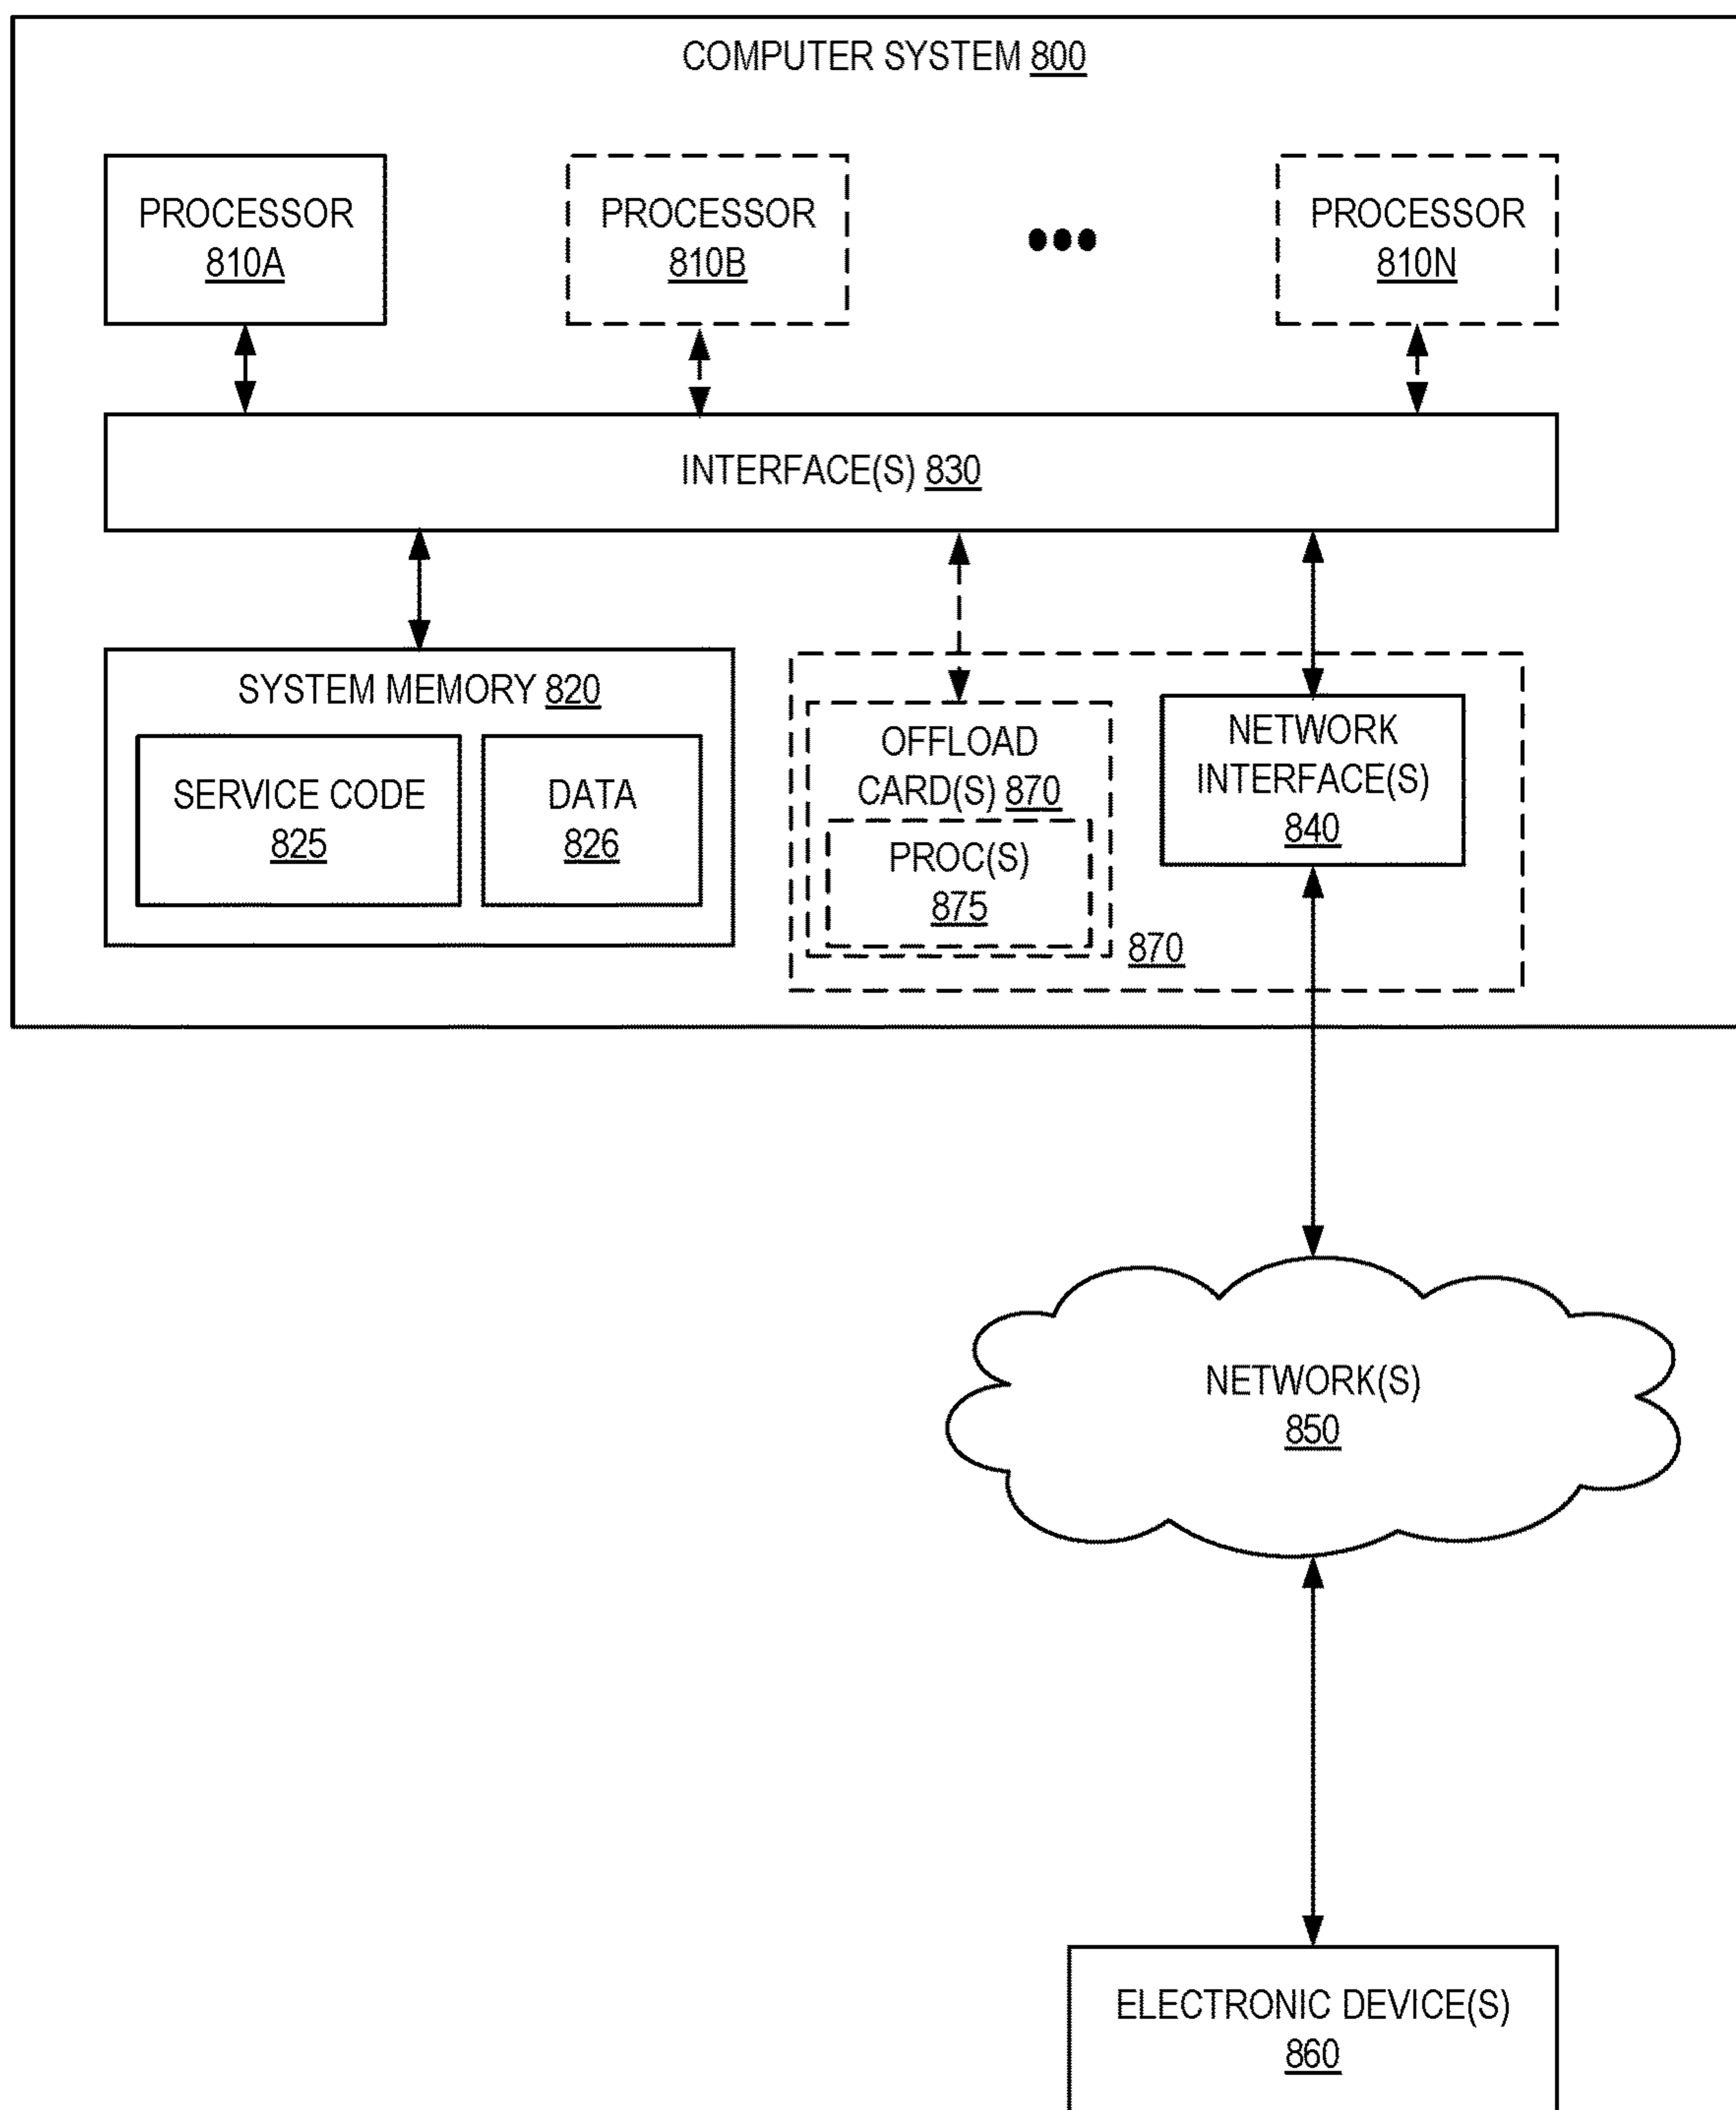 COMPUTER SYSTEM 800
PROCESSOR
810A
PROCESSOR
810B
PROCESSOR
810N
INTERFACE(S) 830
SYSTEM MEMORY 820
SERVICE CODE
825
DATA
826
OFFLOAD
CARD(S) 870
PROC(S)
875
870
NETWORK
INTERFACE(S)
840
NETWORK(S)
850
ELECTRONIC DEVICE(S)
860